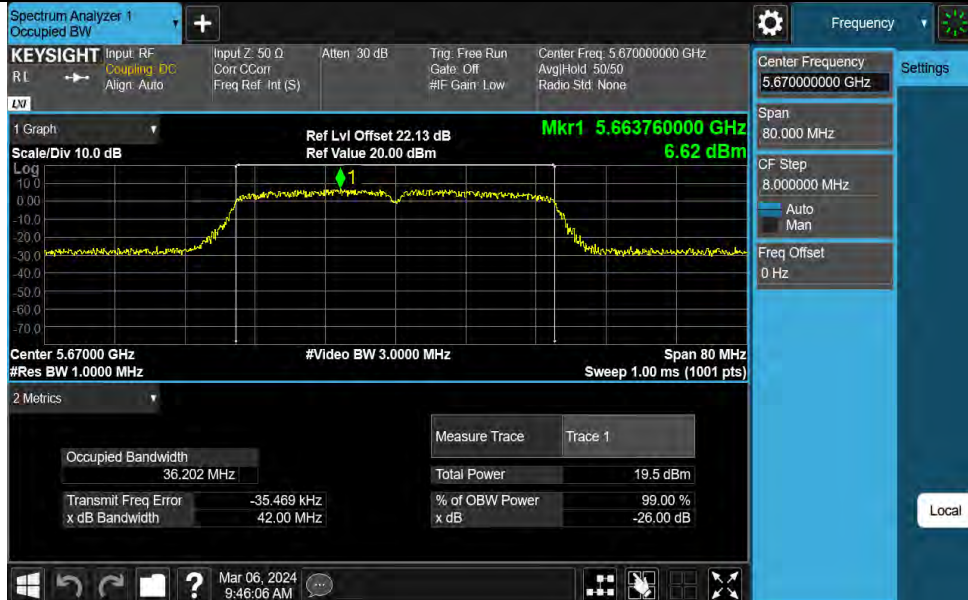 Spectrum Analyzer 1
Occupied BW
Frequency
KEYSIGHT Input: RF
Coupling: DC
Align: Auto
RL
LXI
Input Z: 50 Ω
Corr CCorr
Freq Ref: Int (S)
Atten: 30 dB
Trig: Free Run
Gate: Off
#IF Gain: Low
Center Freq: 5.670000000 GHz
Avg|Hold: 50/50
Radio Std: None
Center Frequency
5.670000000 GHz
Settings
Span
80.000 MHz
CF Step
8.000000 MHz
Auto
Man
Freq Offset
0 Hz
Local
1 Graph
Scale/Div 10.0 dB
Ref Lvl Offset 22.13 dB
Ref Value 20.00 dBm
Mkr1 5.663760000 GHz
6.62 dBm
Log
10.0
0.00
-10.0
-20.0
-30.0
-40.0
-50.0
-60.0
-70.0
1
Center 5.67000 GHz
#Res BW 1.0000 MHz
#Video BW 3.0000 MHz
Span 80 MHz
Sweep 1.00 ms (1001 pts)
2 Metrics
Measure Trace Trace 1
Occupied Bandwidth
36.202 MHz
Total Power 19.5 dBm
Transmit Freq Error -35.469 kHz
% of OBW Power 99.00 %
x dB Bandwidth 42.00 MHz
x dB -26.00 dB
?
Mar 06, 2024
9:46:06 AM